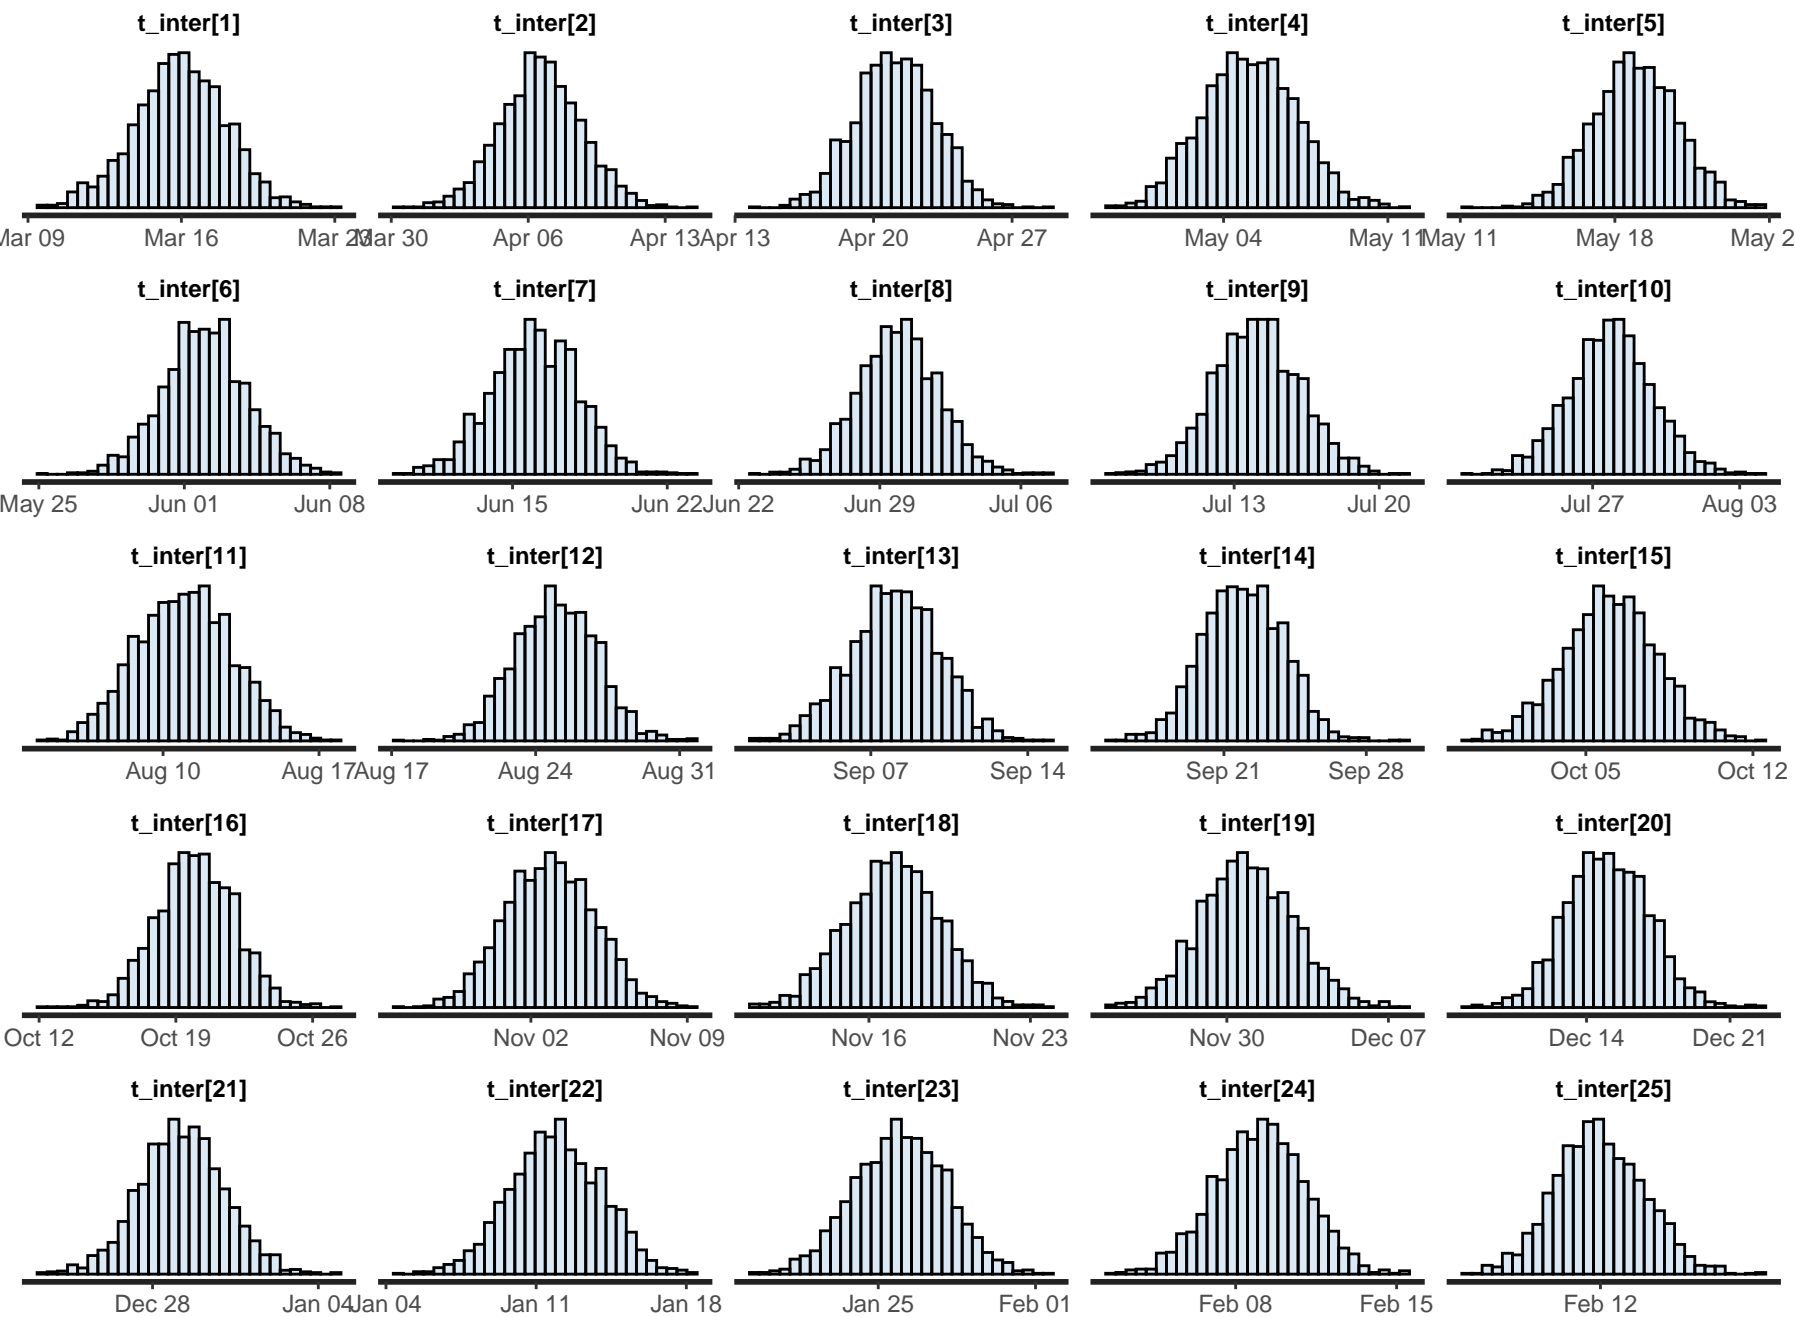 t_inter[1] t_inter[2] t_inter[3] t_inter[4] t_inter[5]
Mar 09 Mar 16 Mar 23 Mar 30 Apr 06 Apr 13 Apr 13 Apr 20 Apr 27 May 04 May 11 May 11 May 18 May 2
t_inter[6] t_inter[7] t_inter[8] t_inter[9] t_inter[10]
May 25 Jun 01 Jun 08 Jun 15 Jun 22 Jun 22 Jun 29 Jul 06 Jul 13 Jul 20 Jul 27 Aug 03
t_inter[11] t_inter[12] t_inter[13] t_inter[14] t_inter[15]
Aug 10 Aug 17 Aug 17 Aug 24 Aug 31 Sep 07 Sep 14 Sep 21 Sep 28 Oct 05 Oct 12
t_inter[16] t_inter[17] t_inter[18] t_inter[19] t_inter[20]
Oct 12 Oct 19 Oct 26 Nov 02 Nov 09 Nov 16 Nov 23 Nov 30 Dec 07 Dec 14 Dec 21
t_inter[21] t_inter[22] t_inter[23] t_inter[24] t_inter[25]
Dec 28 Jan 04 Jan 04 Jan 11 Jan 18 Jan 25 Feb 01 Feb 08 Feb 15 Feb 12